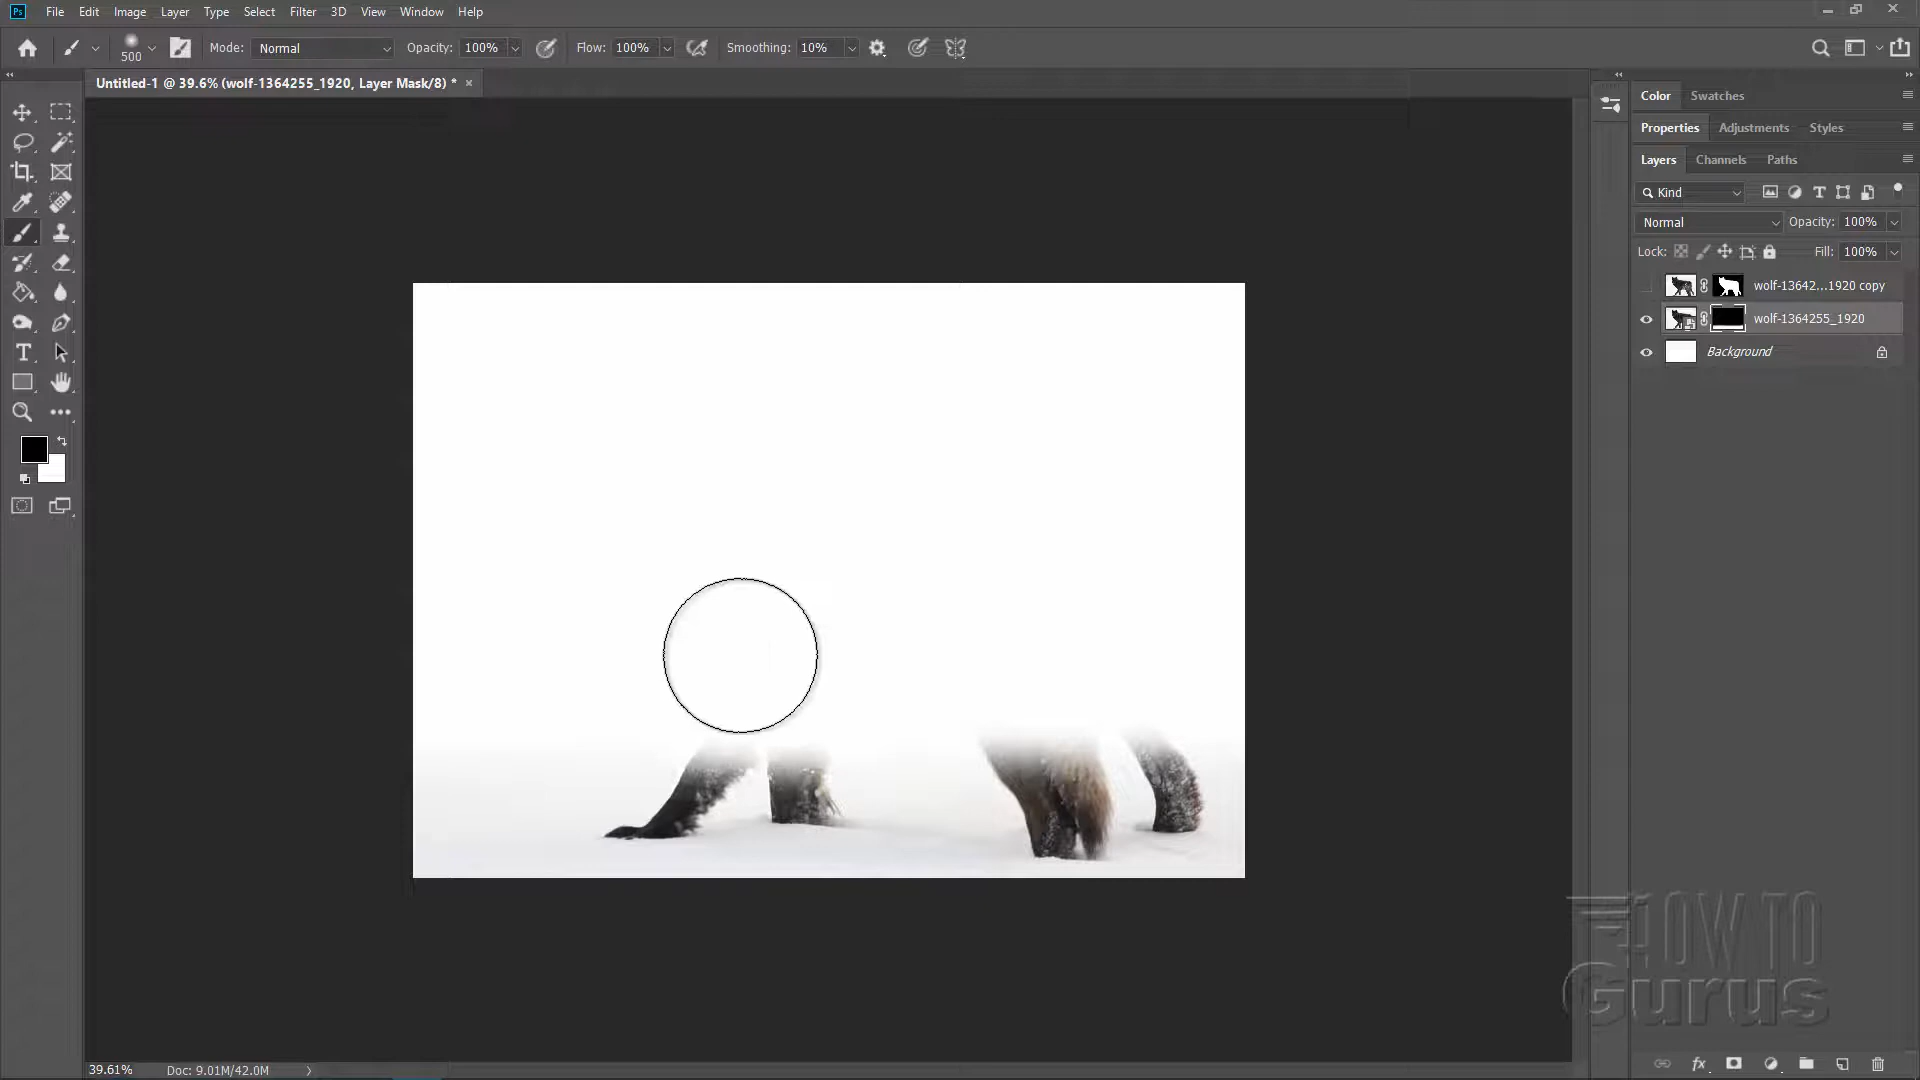 Ps File Edit Image Layer Type Select Filter 3D View Window Help
500 Mode: Normal Opacity: 100% Flow: 100% Smoothing: 10%
Untitled-1 @ 39.6% (wolf-1364255_1920, Layer Mask/8) *
Color Swatches
Properties Adjustments Styles
Layers Channels Paths
Kind
Normal Opacity: 100%
Lock: Fill: 100%
wolf-13642...1920 copy
wolf-1364255_1920
Background
HOW TO
Gurus
39.61% Doc: 9.01M/42.0M